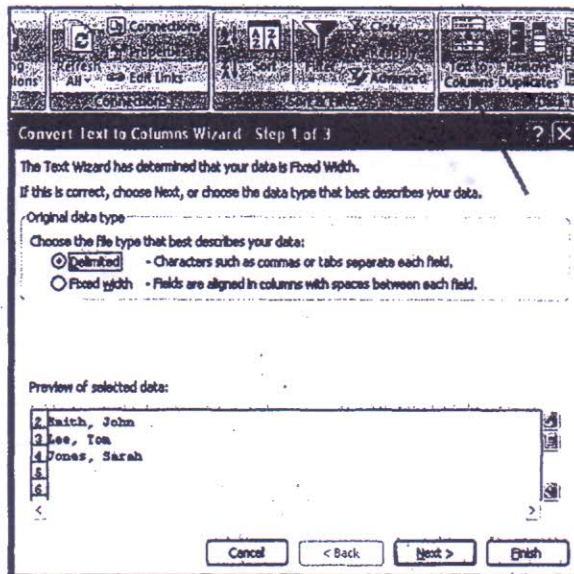 Refresh All
Connections
Properties
Edit Links
Connections
Sort
Filter
Clear
Reapply
Advanced
Sort & Filter
Text to Columns
Remove Duplicates
Convert Text to Columns Wizard - Step 1 of 3
The Text Wizard has determined that your data is Fixed Width.
If this is correct, choose Next, or choose the data type that best describes your data.
Original data type
Choose the file type that best describes your data:
Delimited - Characters such as commas or tabs separate each field.
Fixed width - Fields are aligned in columns with spaces between each field.
Preview of selected data:
2 Smith, John
3 Lee, Tom
4 Jones, Sarah
5
6
Cancel < Back Next > Finish